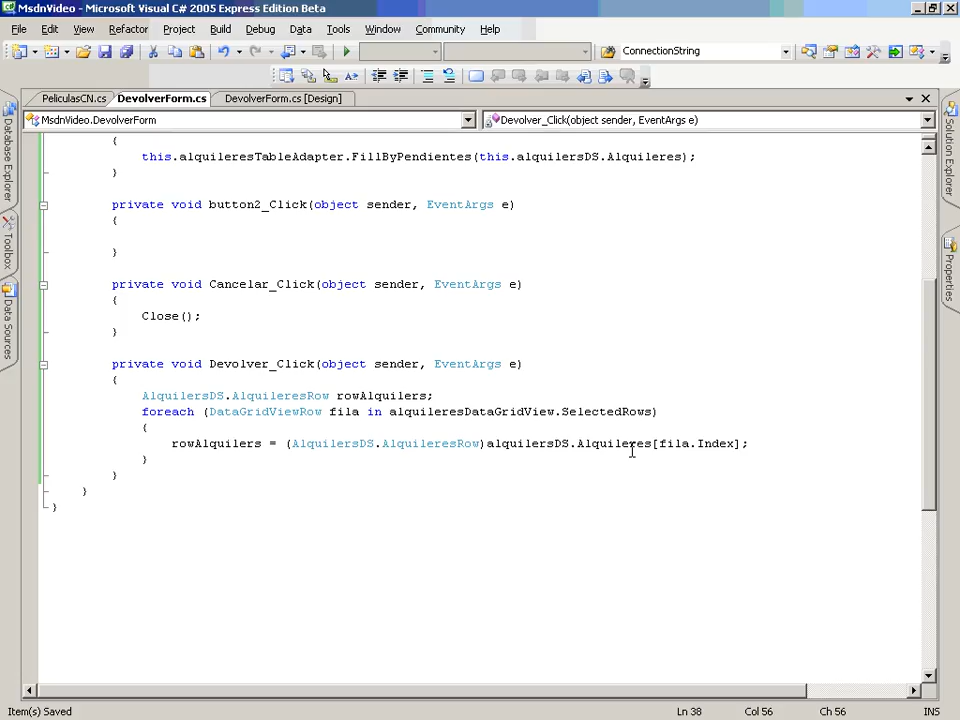 MsdnVideo - Microsoft Visual C# 2005 Express Edition Beta
File Edit View Refactor Project Build Debug Data Tools Window Community Help
ConnectionString
PeliculasCN.cs DevolverForm.cs DevolverForm.cs [Design]
MsdnVideo.DevolverForm Devolver_Click(object sender, EventArgs e)
Database Explorer
Toolbox
Data Sources
Solution Explorer
Properties
{
this.alquileresTableAdapter.FillByPendientes(this.alquilersDS.Alquileres);
}
private void button2_Click(object sender, EventArgs e)
{
}
private void Cancelar_Click(object sender, EventArgs e)
{
Close();
}
private void Devolver_Click(object sender, EventArgs e)
{
AlquilersDS.AlquileresRow rowAlquilers;
foreach (DataGridViewRow fila in alquileresDataGridView.SelectedRows)
{
rowAlquilers = (AlquilersDS.AlquileresRow)alquilersDS.Alquileres[fila.Index];
}
}
}
}
Item(s) Saved Ln 38 Col 56 Ch 56 INS